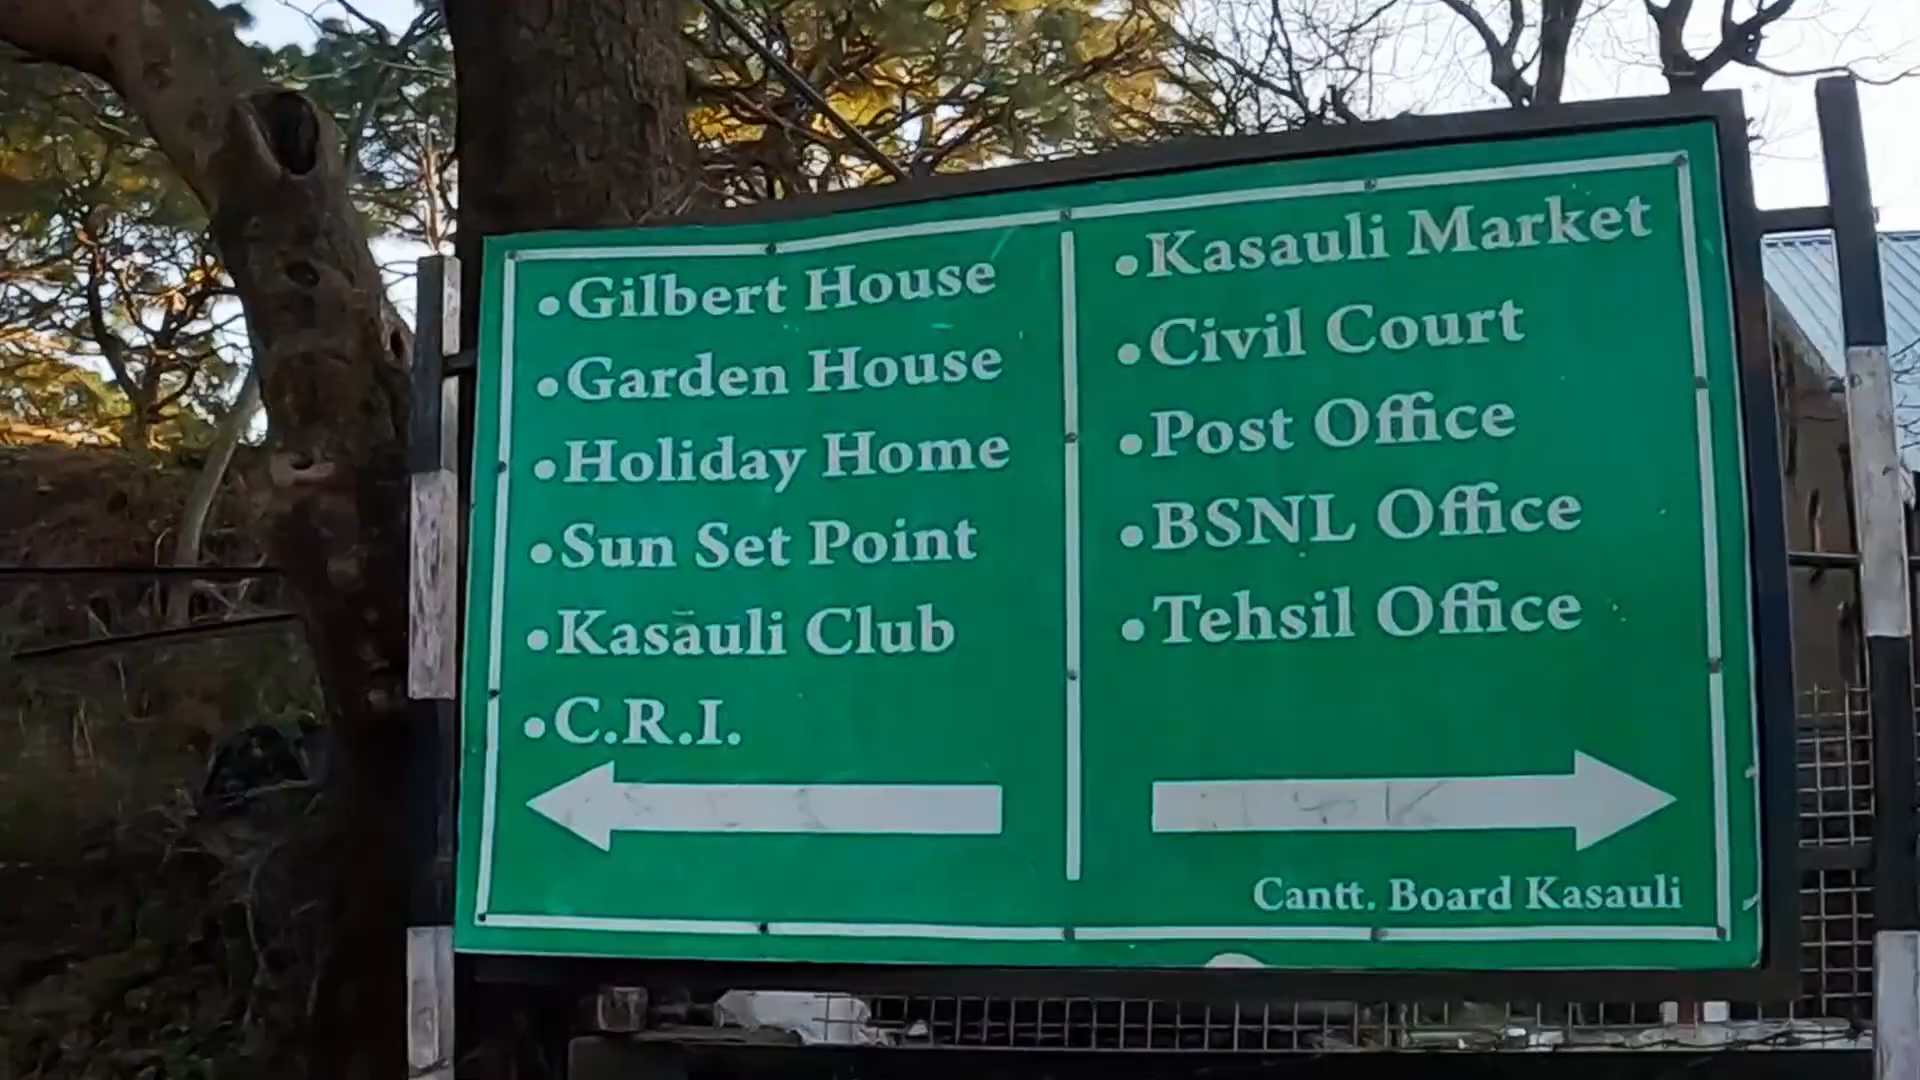 •Gilbert House
•Garden House
•Holiday Home
•Sun Set Point
•Kasauli Club
•C.R.I.
•Kasauli Market
•Civil Court
•Post Office
•BSNL Office
•Tehsil Office
Cantt. Board Kasauli